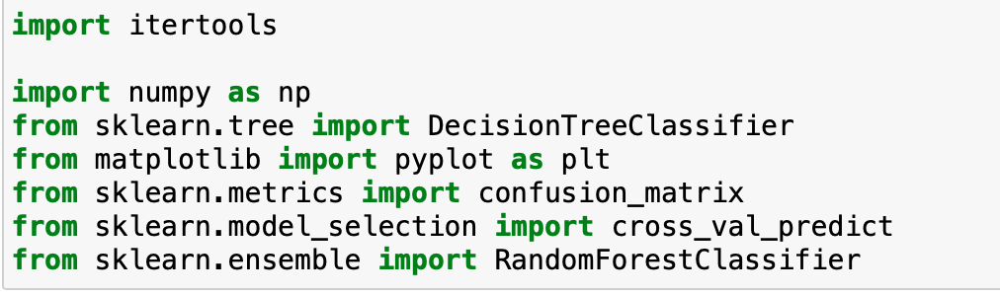 import itertools
import numpy as np
from sklearn.tree import DecisionTreeClassifier
from matplotlib import pyplot as plt
from sklearn.metrics import confusion_matrix
from sklearn.model_selection import cross_val_predict
from sklearn.ensemble import RandomForestClassifier